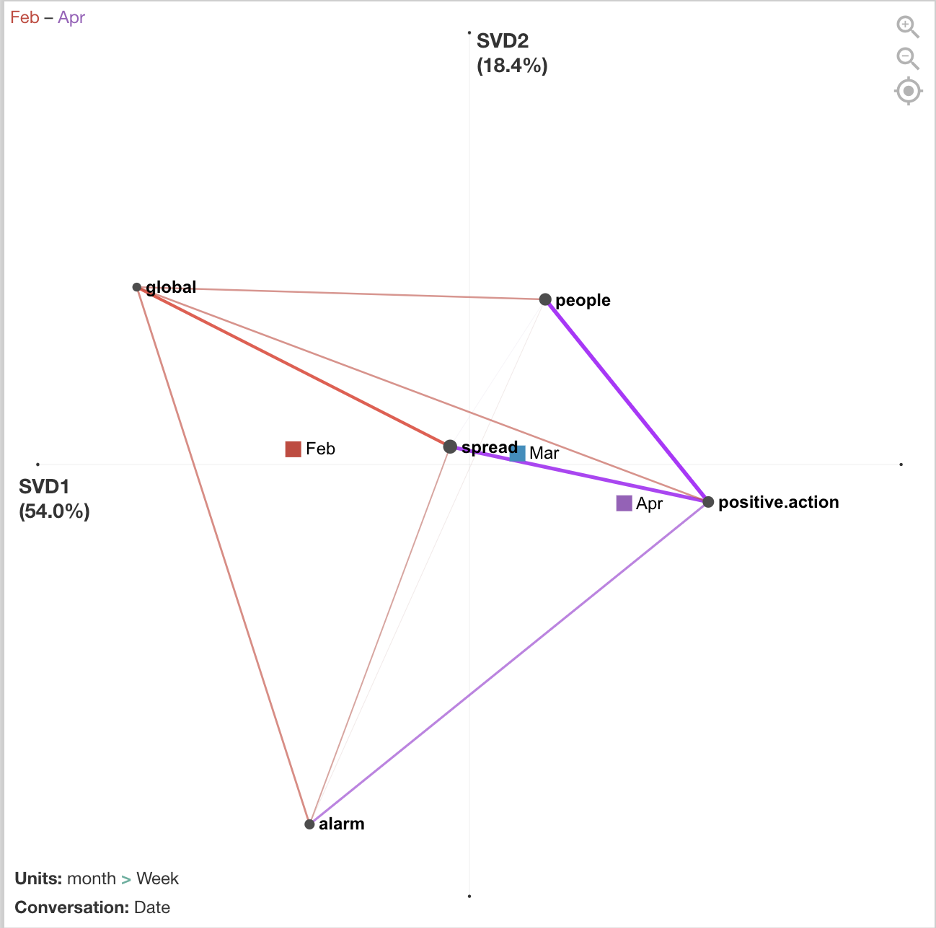 Feb – Apr
SVD2
(18.4%)
global
people
Feb
spread
Mar
SVD1
(54.0%)
Apr
positive.action
alarm
Units: month > Week
Conversation: Date